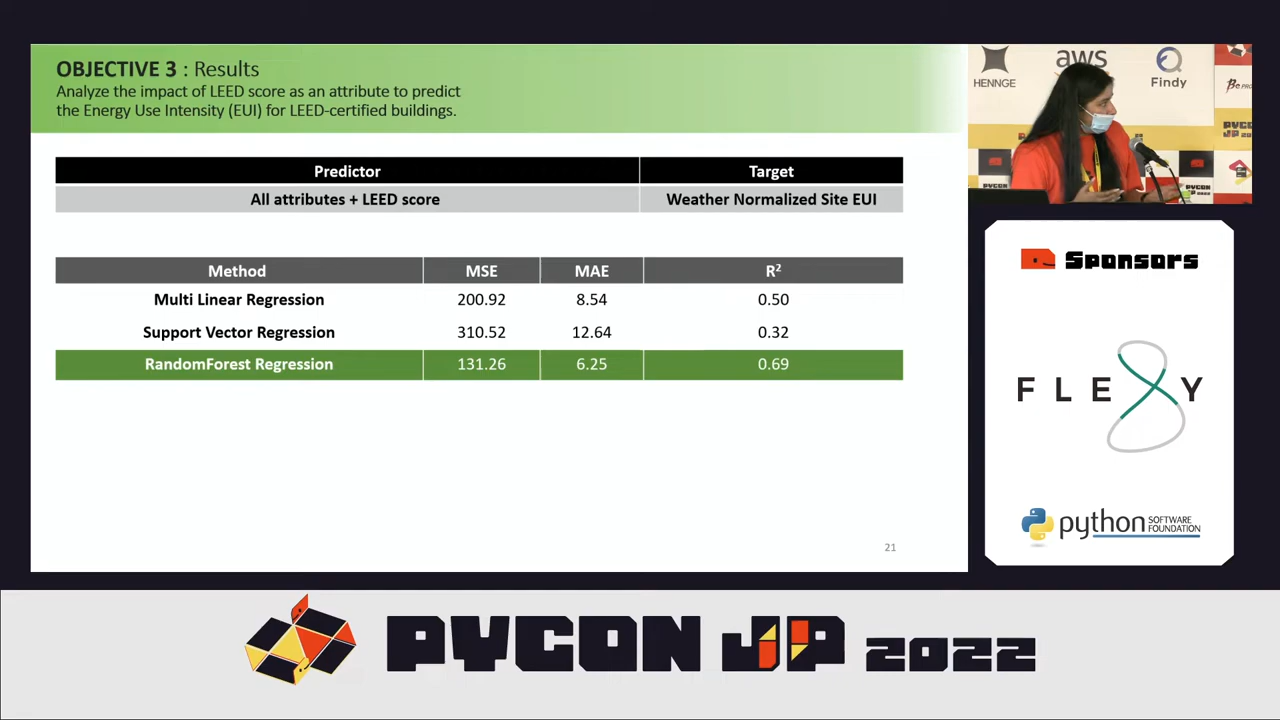 OBJECTIVE 3 : Results
Analyze the impact of LEED score as an attribute to predict
the Energy Use Intensity (EUI) for LEED-certified buildings.
Predictor Target
All attributes + LEED score Weather Normalized Site EUI
Method MSE MAE R²
Multi Linear Regression 200.92 8.54 0.50
Support Vector Regression 310.52 12.64 0.32
RandomForest Regression 131.26 6.25 0.69
21
HENNGE
aws
Findy
Sponsors
FLEXY
python SOFTWARE
FOUNDATION
PYCON JP 2022